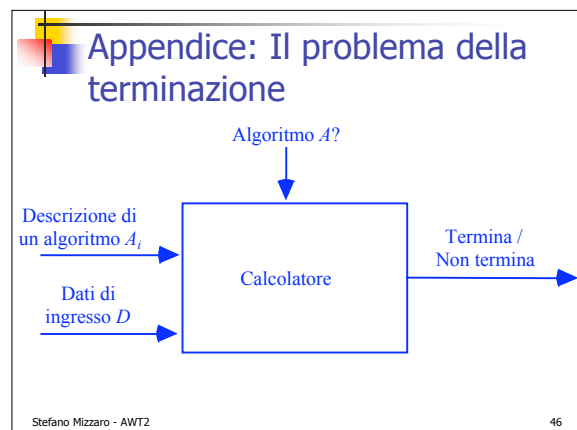 Appendice: Il problema della
terminazione
Algoritmo A?
Descrizione di
un algoritmo Ai
Dati di
ingresso D
Calcolatore
Termina /
Non termina
Stefano Mizzaro - AWT2
46